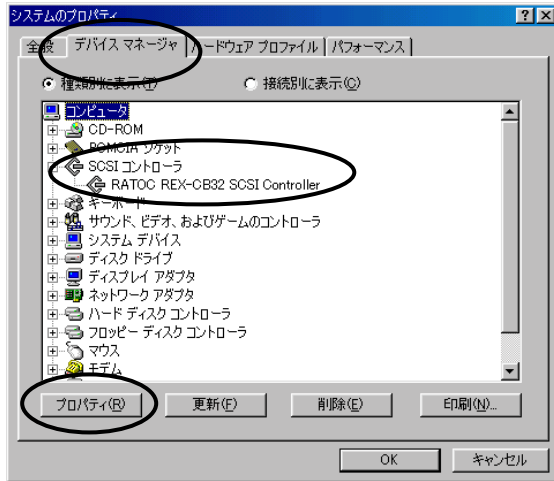 システムのプロパティ
全般 デバイス マネージャ ハードウェア プロファイル パフォーマンス
種類別に表示(T) 接続別に表示(C)
コンピュータ
CD-ROM
PCMCIA ソケット
SCSI コントローラ
RATOC REX-CB32 SCSI Controller
キーボード
サウンド、ビデオ、およびゲームのコントローラ
システム デバイス
ディスク ドライブ
ディスプレイ アダプタ
ネットワーク アダプタ
ハード ディスク コントローラ
フロッピー ディスク コントローラ
マウス
モデム
プロパティ(R) 更新(F) 削除(E) 印刷(N)...
OK キャンセル